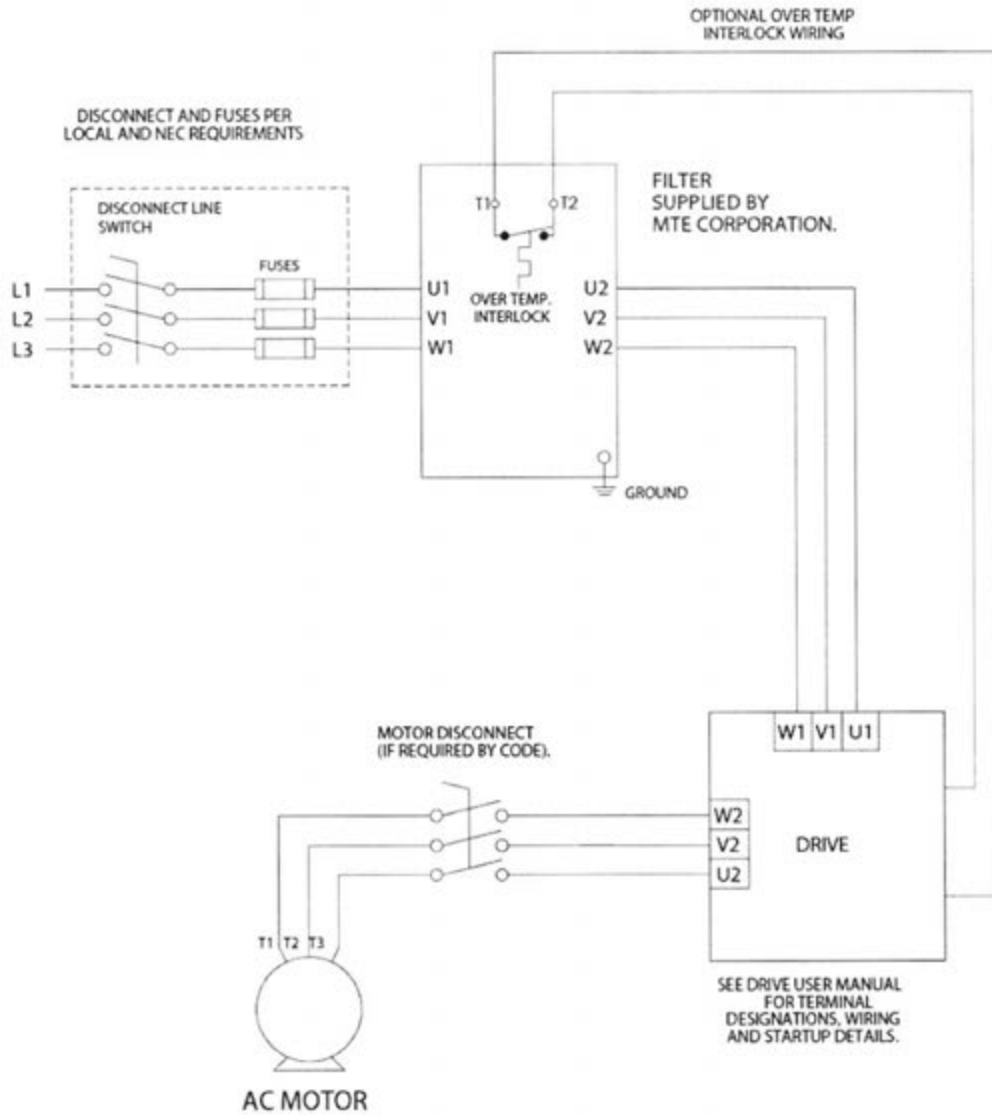 OPTIONAL OVER TEMP
INTERLOCK WIRING
DISCONNECT AND FUSES PER
LOCAL AND NEC REQUIREMENTS
DISCONNECT LINE
SWITCH
FUSES
L1
L2
L3
T1
T2
FILTER
SUPPLIED BY
MTE CORPORATION.
U1
V1
W1
OVER TEMP.
INTERLOCK
U2
V2
W2
GROUND
MOTOR DISCONNECT
(IF REQUIRED BY CODE).
W1 V1 U1
W2
V2
U2
DRIVE
T1 T2 T3
SEE DRIVE USER MANUAL
FOR TERMINAL
DESIGNATIONS, WIRING
AND STARTUP DETAILS.
AC MOTOR